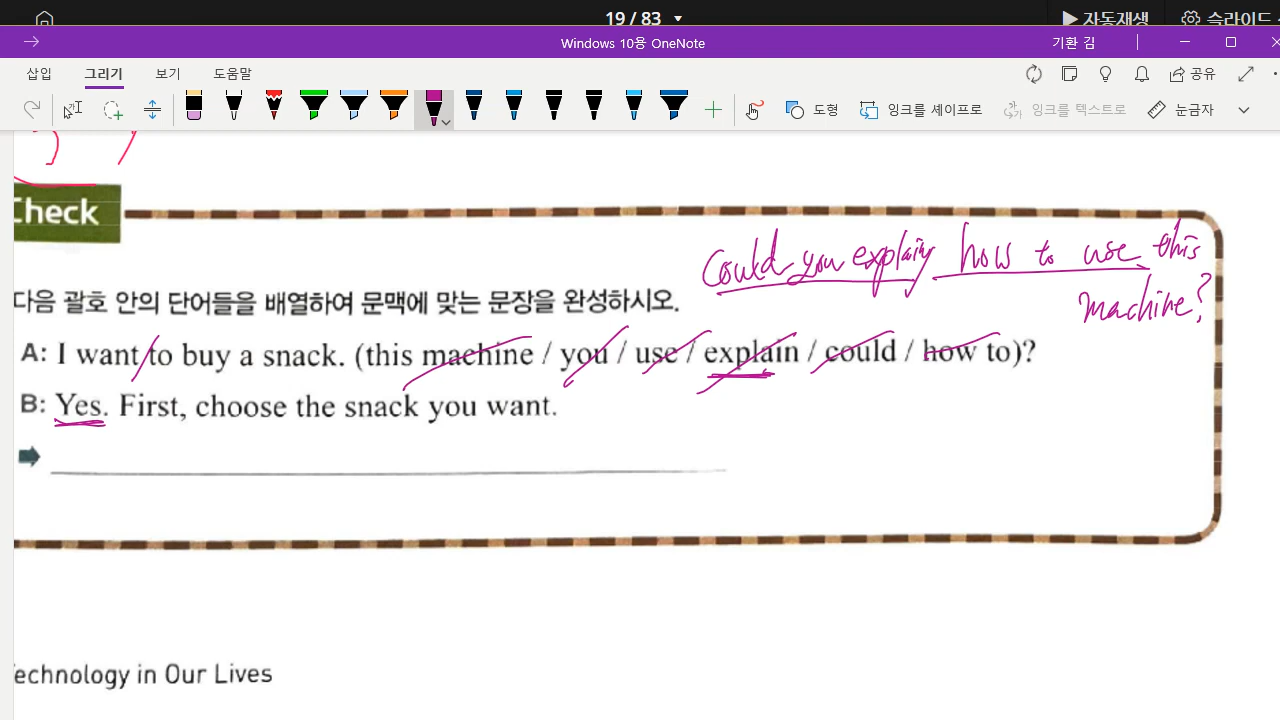 19 / 83
자동재생
슬라이드
Windows 10용 OneNote
기환 김
삽입
그리기
보기
도움말
공유
도형
잉크를 셰이프로
잉크를 텍스트로
눈금자
Check
Could you explain how to use this
machine?
다음 괄호 안의 단어들을 배열하여 문맥에 맞는 문장을 완성하시오.
A: I want to buy a snack. (this machine / you / use / explain / could / how to)?
B: Yes. First, choose the snack you want.
echnology in Our Lives